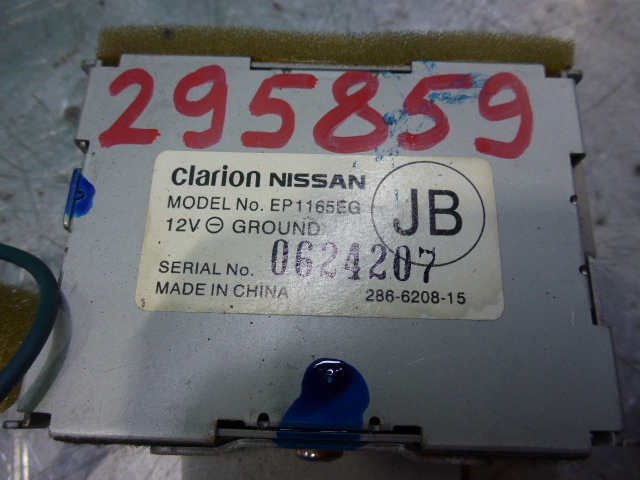 295859
Clarion NISSAN
MODEL No. EP1165EG
JB
12V ⊖ GROUND
SERIAL No. 0624207
MADE IN CHINA 286-6208-15